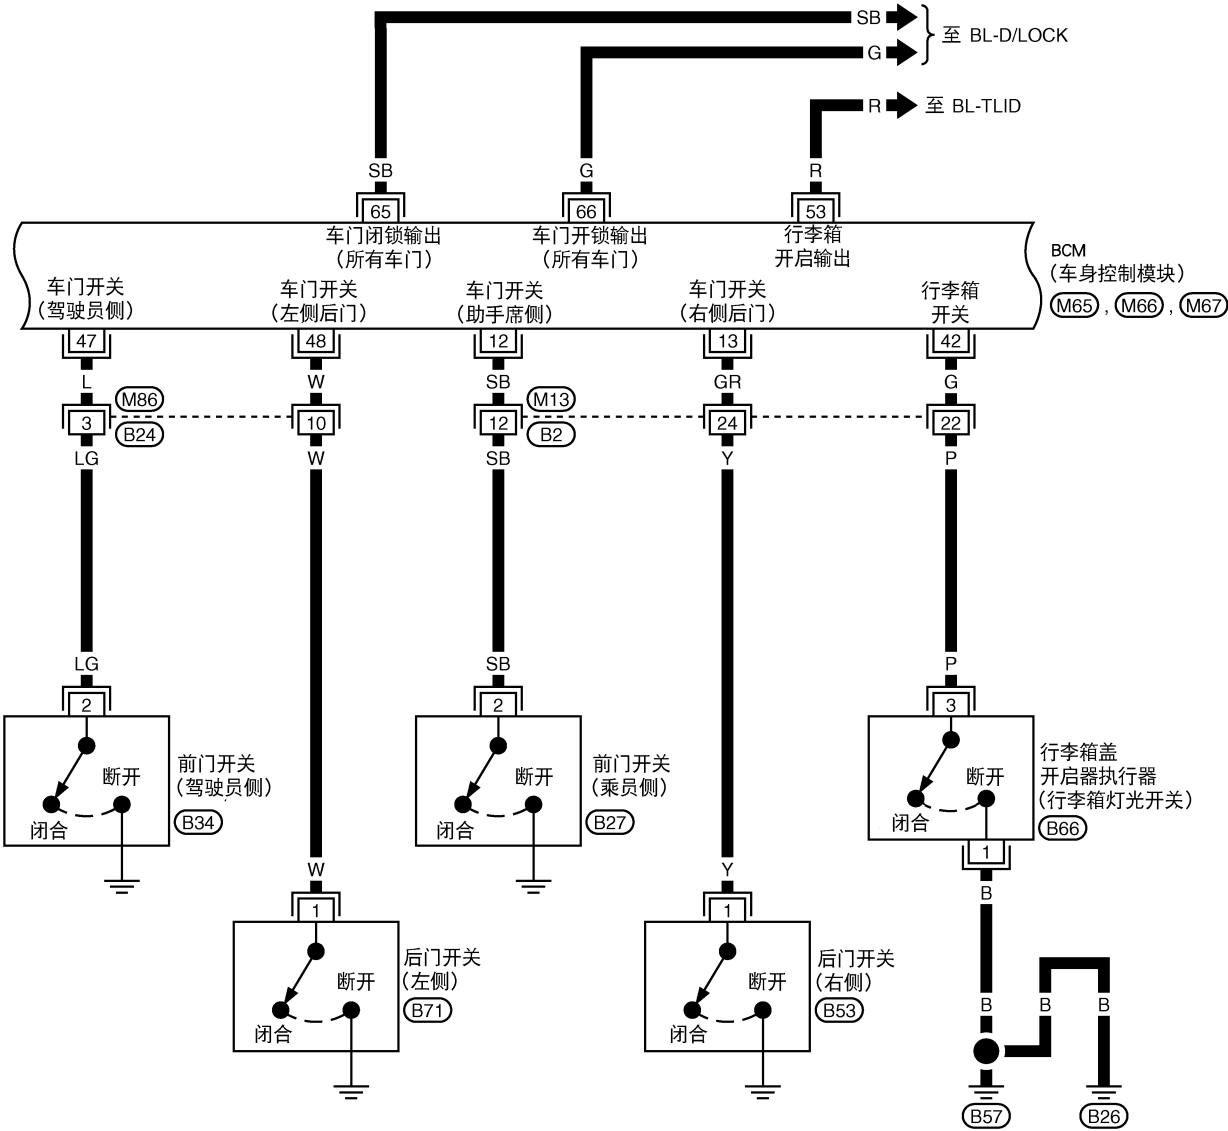 SB
G
至 BL-D/LOCK
R 至 BL-TLID
SB G R
65 66 53
车门闭锁输出
(所有车门)
车门开锁输出
(所有车门)
行李箱
开启输出
BCM
(车身控制模块)
M65 , M66 , M67
车门开关
(驾驶员侧)
车门开关
(左侧后门)
车门开关
(助手席侧)
车门开关
(右侧后门)
行李箱
开关
47 48 12 13 42
L W SB GR G
M86 M13
3 10 12 24 22
B24 B2
LG W SB Y P
LG SB P
2 2 3
断开
闭合
前门开关
(驾驶员侧)
B34
断开
闭合
前门开关
(乘员侧)
B27
断开
闭合
行李箱盖
开启器执行器
(行李箱灯光开关)
B66
1
W Y B
1 1
断开
闭合
后门开关
(左侧)
B71
断开
闭合
后门开关
(右侧)
B53
B B B
B57 B26